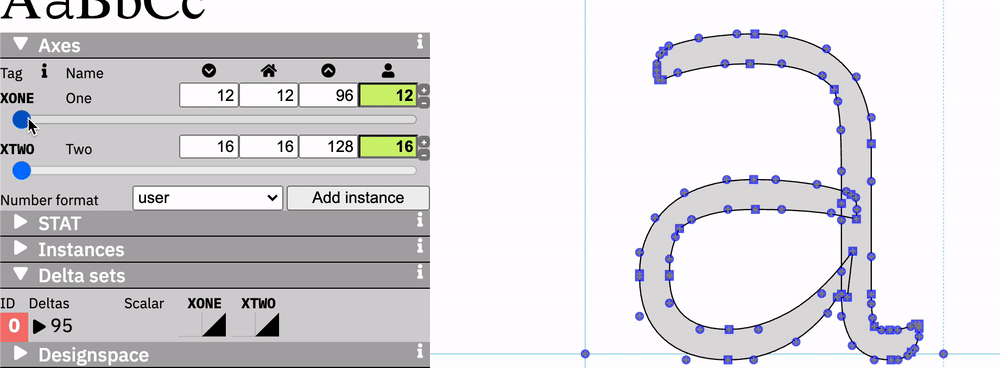 AaBbCc
Axes i
Tag i Name
XONE One 12 12 96 12 + -
XTWO Two 16 16 128 16 + -
Number format user Add instance
STAT i
Instances i
Delta sets i
ID Deltas Scalar XONE XTWO
0 95
Designspace i
a